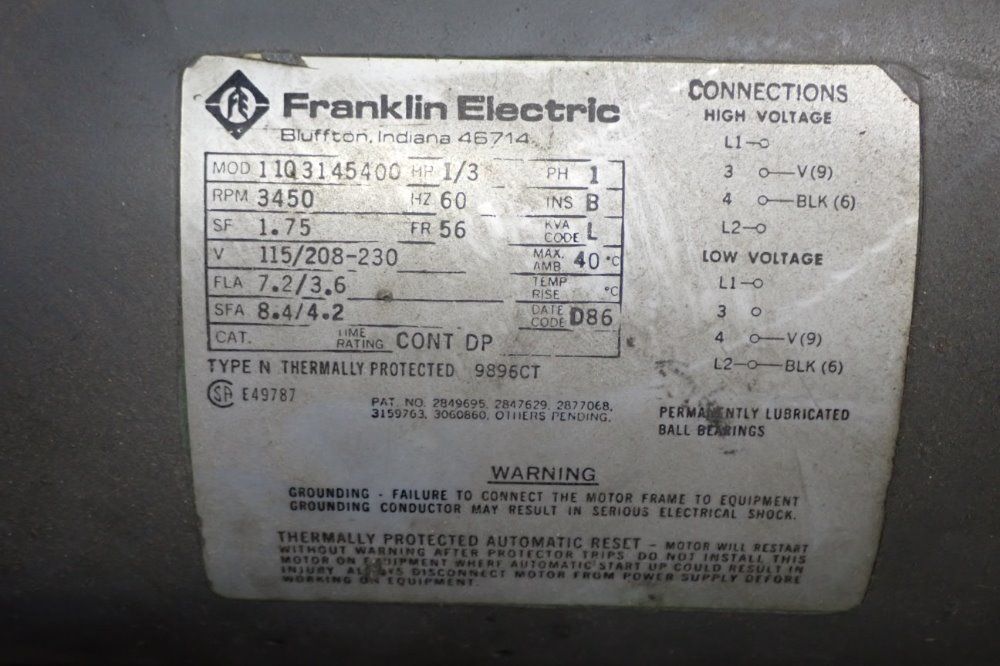 FE
Franklin Electric
Bluffton, Indiana 46714
MOD 11Q3145400 HP 1/3 PH 1
RPM 3450 HZ 60 INS B
SF 1.75 FR 56 KVA CODE L
V 115/208-230 MAX. AMB 40 °C
FLA 7.2/3.6 TEMP RISE °C
SFA 8.4/4.2 DATE CODE D86
CAT. TIME RATING CONT DP
TYPE N THERMALLY PROTECTED 9896CT
SA E49787
PAT. NO. 2849695, 2847629, 2877068,
3159763, 3060860, OTHERS PENDING.
CONNECTIONS
HIGH VOLTAGE
L1
3 V(9)
4 BLK (6)
L2
LOW VOLTAGE
L1
3
4 V(9)
L2 BLK (6)
PERMANENTLY LUBRICATED
BALL BEARINGS
WARNING
GROUNDING - FAILURE TO CONNECT THE MOTOR FRAME TO EQUIPMENT
GROUNDING CONDUCTOR MAY RESULT IN SERIOUS ELECTRICAL SHOCK.
THERMALLY PROTECTED AUTOMATIC RESET - MOTOR WILL RESTART
WITHOUT WARNING AFTER PROTECTOR TRIPS. DO NOT INSTALL THIS
MOTOR ON EQUIPMENT WHERE AUTOMATIC START UP COULD RESULT IN
INJURY. ALWAYS DISCONNECT MOTOR FROM POWER SUPPLY BEFORE
WORKING ON EQUIPMENT.